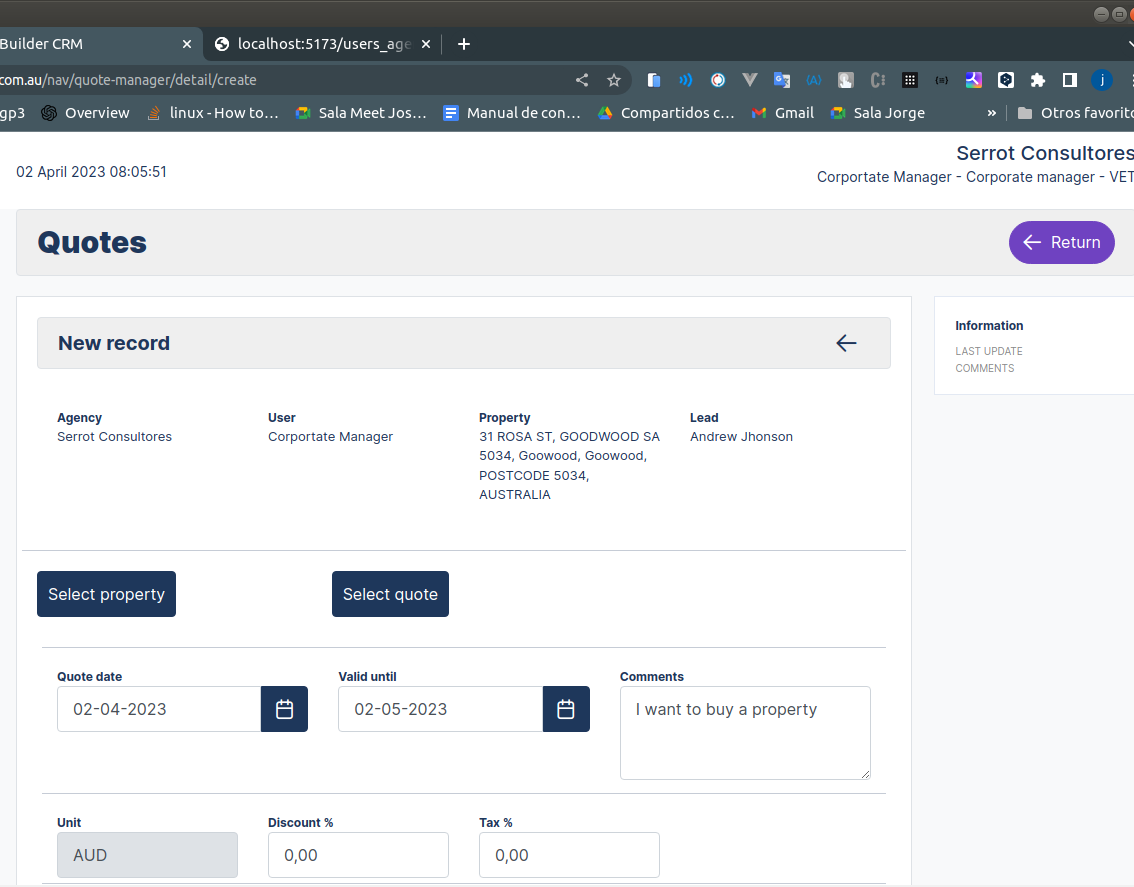 Builder CRM
localhost:5173/users_age
com.au/nav/quote-manager/detail/create
gp3 Overview linux - How to… Sala Meet Jos… Manual de con… Compartidos c… Gmail Sala Jorge » Otros favorito
Serrot Consultores
02 April 2023 08:05:51
Corportate Manager - Corporate manager - VET
Quotes
Return
New record
Information
LAST UPDATE
COMMENTS
Agency User Property Lead
Serrot Consultores Corportate Manager 31 ROSA ST, GOODWOOD SA Andrew Jhonson
5034, Goowood, Goowood,
POSTCODE 5034,
AUSTRALIA
Select property Select quote
Quote date Valid until Comments
02-04-2023 02-05-2023 I want to buy a property
Unit Discount % Tax %
AUD 0,00 0,00